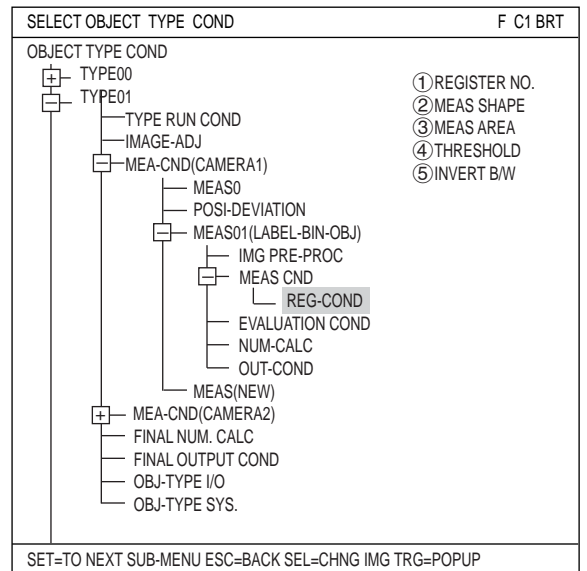 SELECT OBJECT TYPE COND F C1 BRT
OBJECT TYPE COND
+ TYPE00
- TYPE01
TYPE RUN COND
IMAGE-ADJ
- MEA-CND(CAMERA1)
MEAS0
POSI-DEVIATION
- MEAS01(LABEL-BIN-OBJ)
IMG PRE-PROC
- MEAS CND
REG-COND
EVALUATION COND
NUM-CALC
OUT-COND
MEAS(NEW)
+ MEA-CND(CAMERA2)
FINAL NUM. CALC
FINAL OUTPUT COND
OBJ-TYPE I/O
OBJ-TYPE SYS.
①REGISTER NO.
②MEAS SHAPE
③MEAS AREA
④THRESHOLD
⑤INVERT B/W
SET=TO NEXT SUB-MENU ESC=BACK SEL=CHNG IMG TRG=POPUP